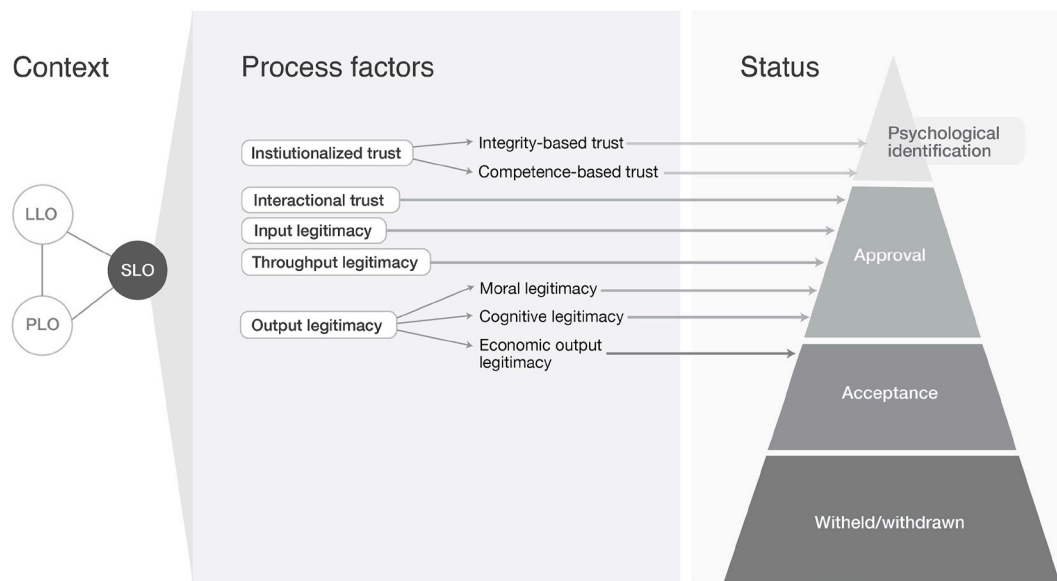 Context
Process factors
Status
LLO
SLO
PLO
Instiutionalized trust
Integrity-based trust
Competence-based trust
Interactional trust
Input legitimacy
Throughput legitimacy
Output legitimacy
Moral legitimacy
Cognitive legitimacy
Economic output
legitimacy
Psychological
identification
Approval
Acceptance
Witheld/withdrawn